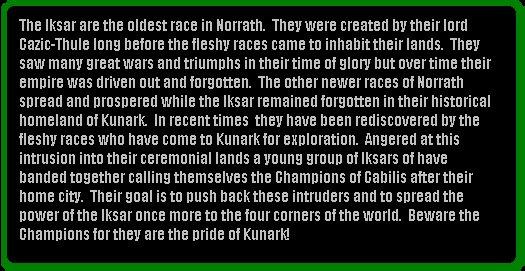 The Iksar are the oldest race in Norrath.  They were created by their lord
Cazic-Thule long before the fleshy races came to inhabit their lands.  They
saw many great wars and triumphs in their time of glory but over time their
empire was driven out and forgotten.  The other newer races of Norrath
spread and prospered while the Iksar remained forgotten in their historical
homeland of Kunark.  In recent times  they have been rediscovered by the
fleshy races who have come to Kunark for exploration.  Angered at this
intrusion into their ceremonial lands a young group of Iksars of have
banded together calling themselves the Champions of Cabilis after their
home city.  Their goal is to push back these intruders and to spread the
power of the Iksar once more to the four corners of the world.  Beware the
Champions for they are the pride of Kunark!